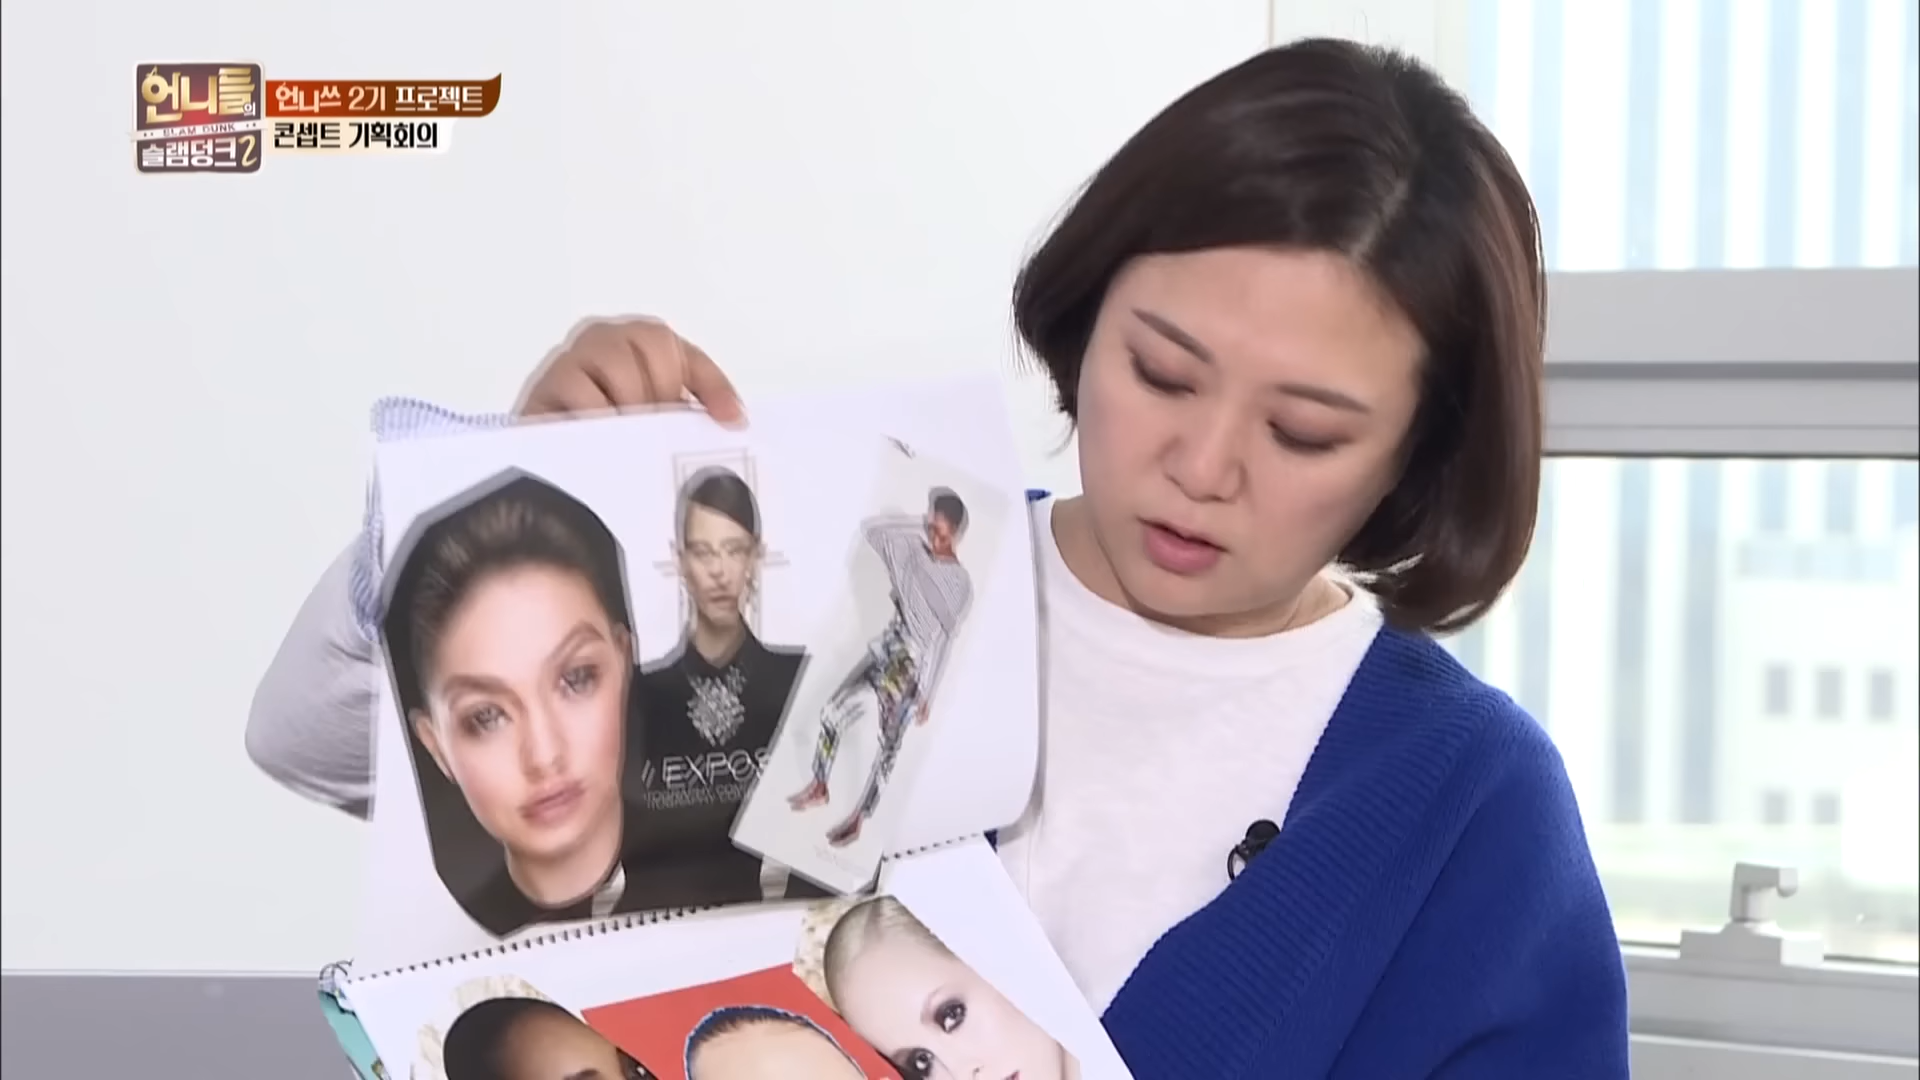 언니들의
SLAM DUNK
슬램덩크2
언니쓰 2기 프로젝트
콘셉트 기획회의
EXPOS